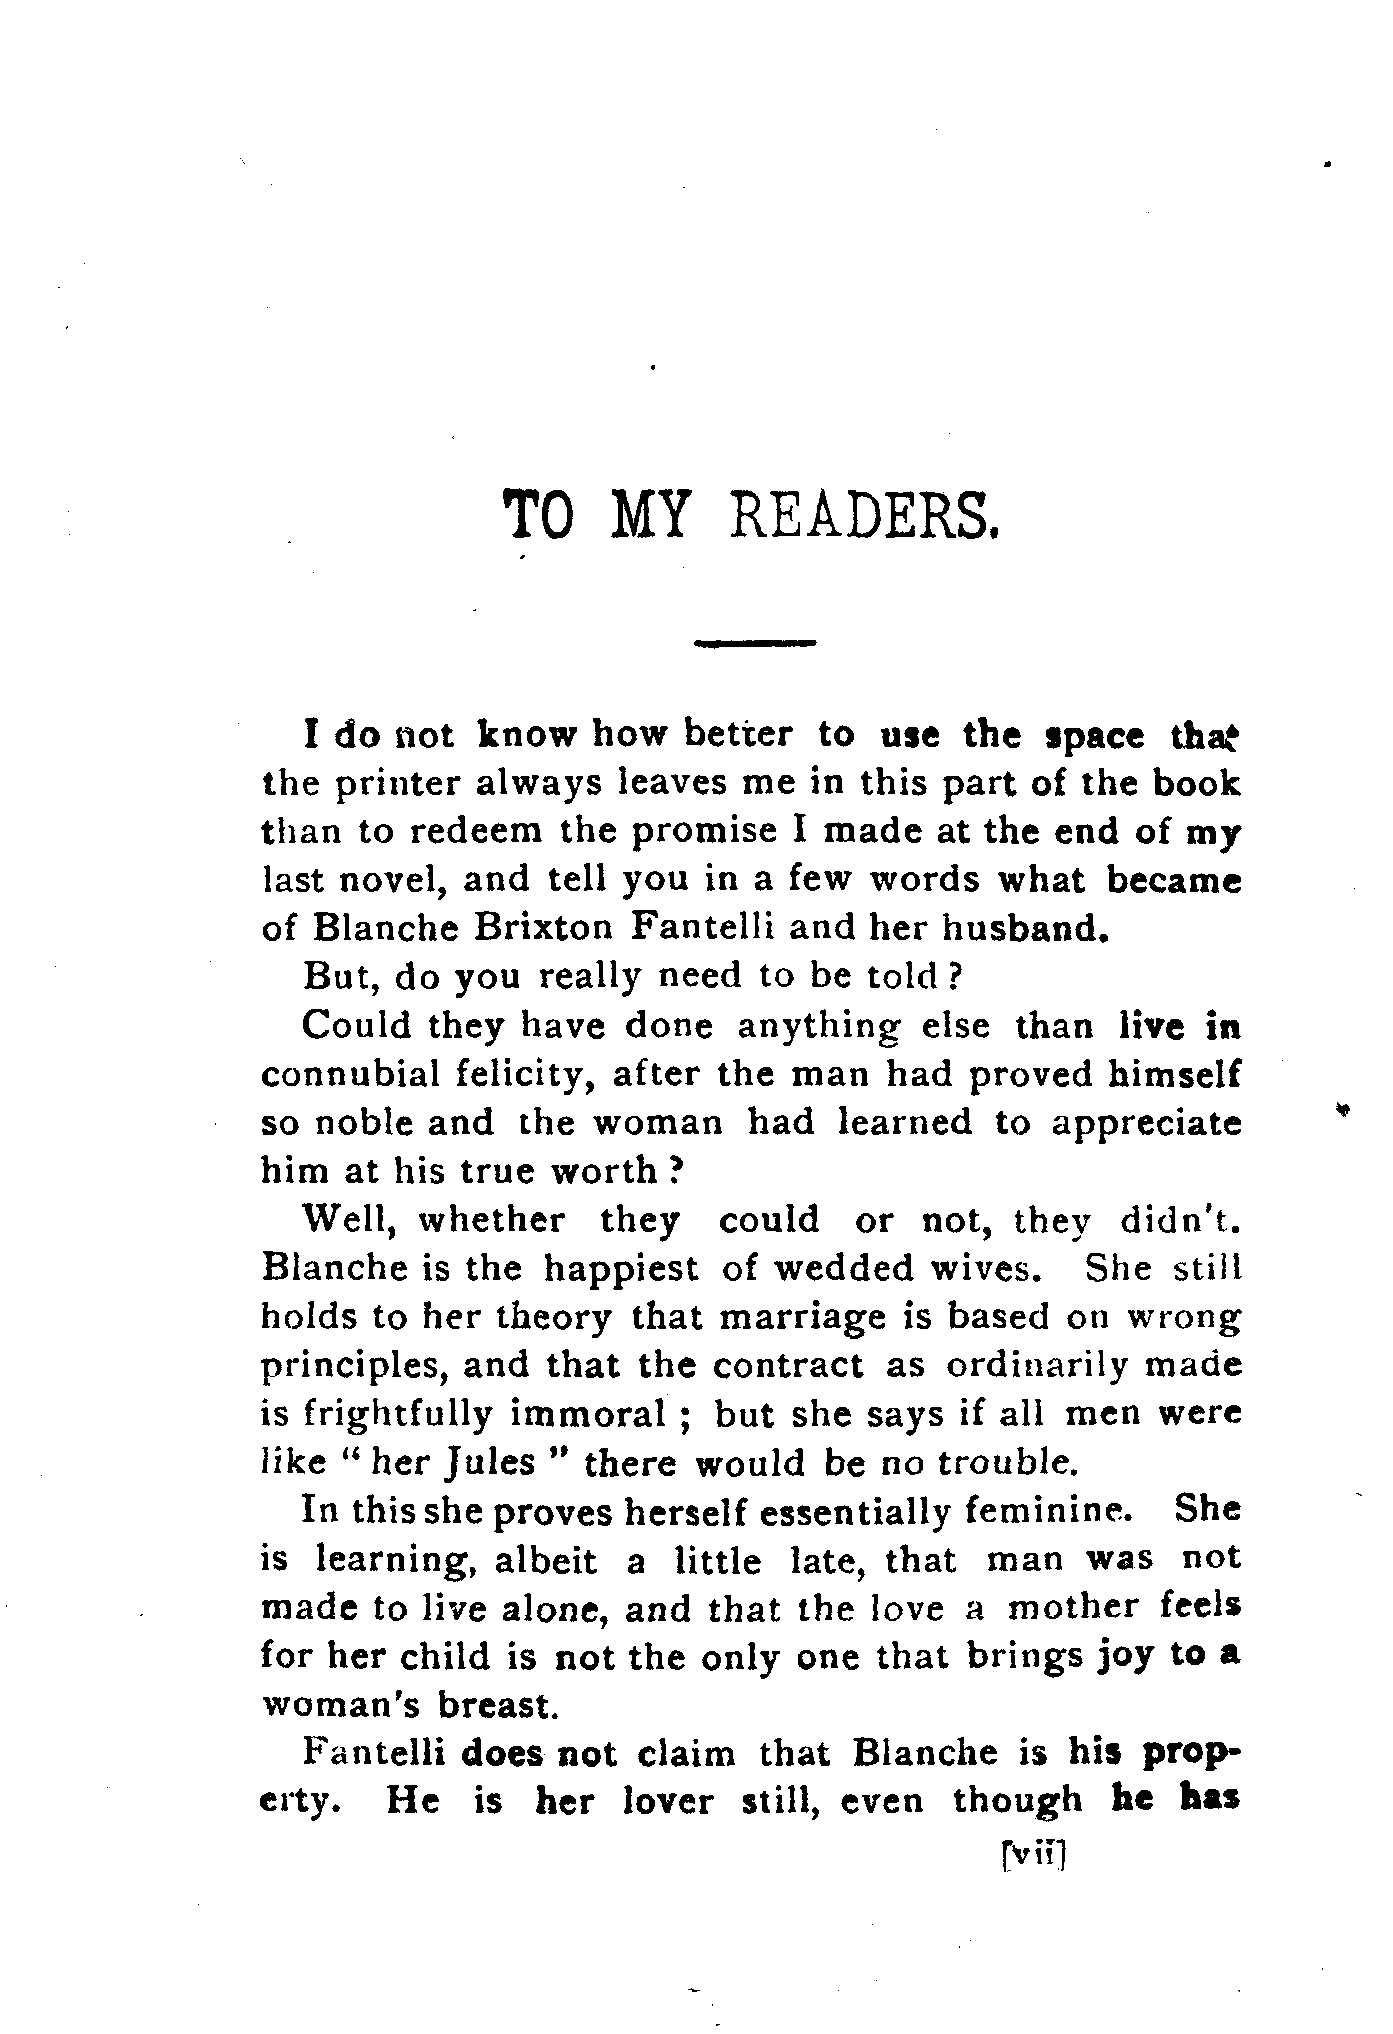 TO MY READERS.
I do not know how better to use the space that
the printer always leaves me in this part of the book
than to redeem the promise I made at the end of my
last novel, and tell you in a few words what became
of Blanche Brixton Fantelli and her husband.
But, do you really need to be told ?
Could they have done anything else than live in
connubial felicity, after the man had proved himself
so noble and the woman had learned to appreciate
him at his true worth ?
Well, whether they could or not, they didn't.
Blanche is the happiest of wedded wives. She still
holds to her theory that marriage is based on wrong
principles, and that the contract as ordinarily made
is frightfully immoral ; but she says if all men were
like " her Jules " there would be no trouble.
In this she proves herself essentially feminine. She
is learning, albeit a little late, that man was not
made to live alone, and that the love a mother feels
for her child is not the only one that brings joy to a
woman's breast.
Fantelli does not claim that Blanche is his prop-
erty. He is her lover still, even though he has
[vii]